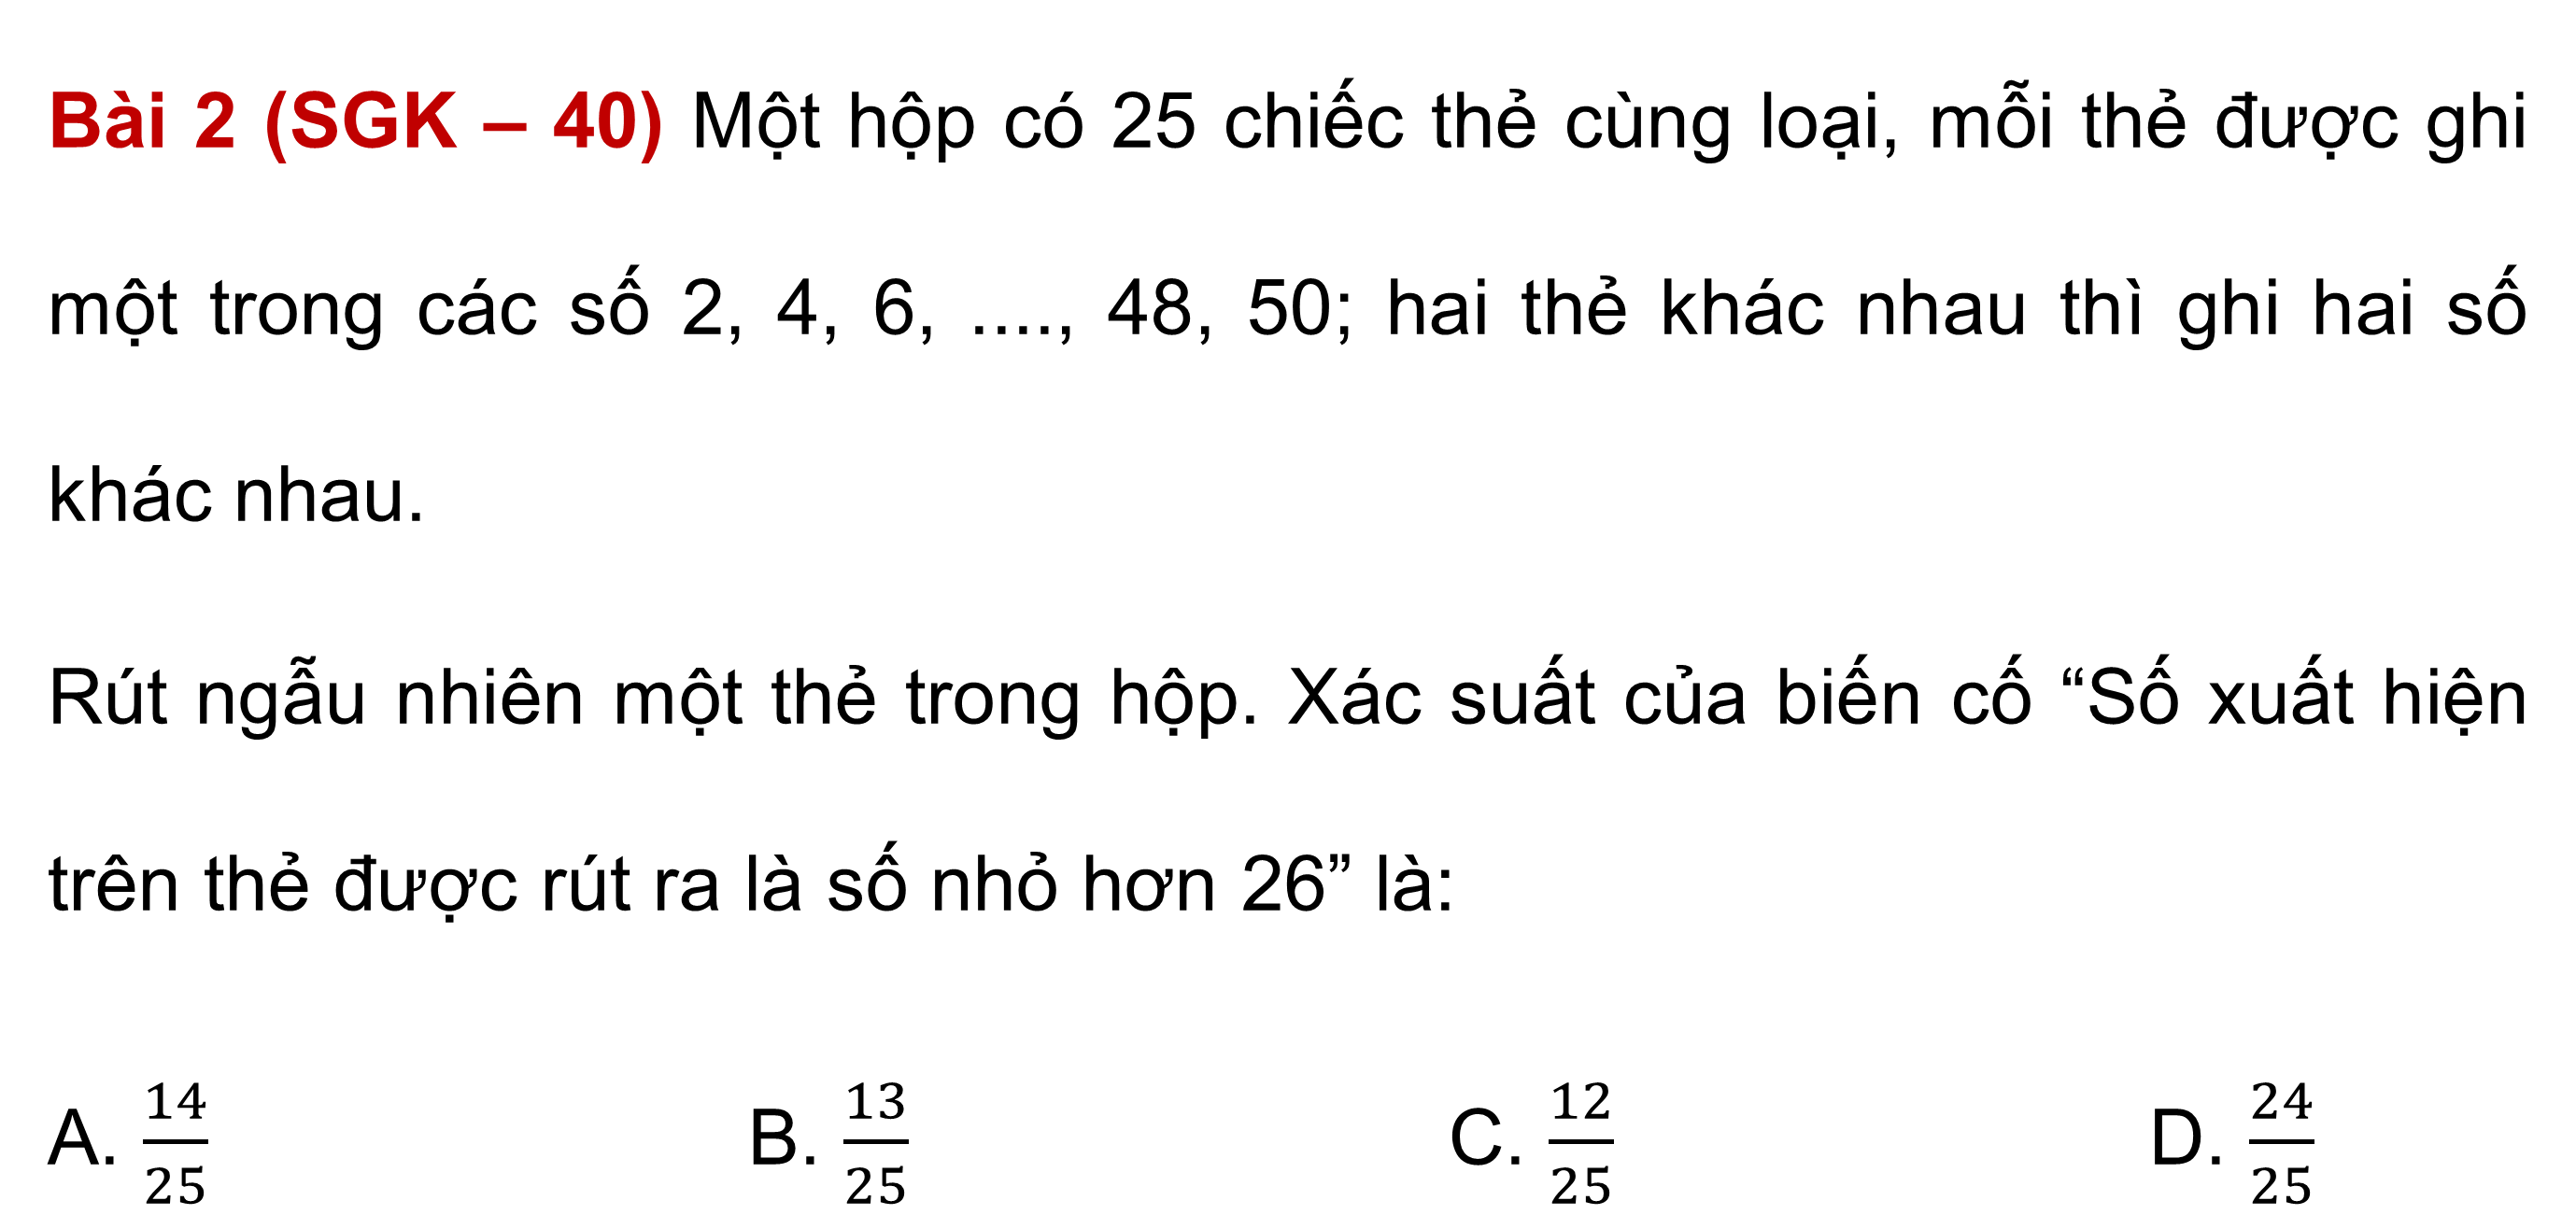 Bài 2 (SGK – 40) Một hộp có 25 chiếc thẻ cùng loại, mỗi thẻ được ghi
một trong các số 2, 4, 6, ...., 48, 50; hai thẻ khác nhau thì ghi hai số
khác nhau.
Rút ngẫu nhiên một thẻ trong hộp. Xác suất của biến cố “Số xuất hiện
trên thẻ được rút ra là số nhỏ hơn 26” là:
A. 14/25 B. 13/25 C. 12/25 D. 24/25